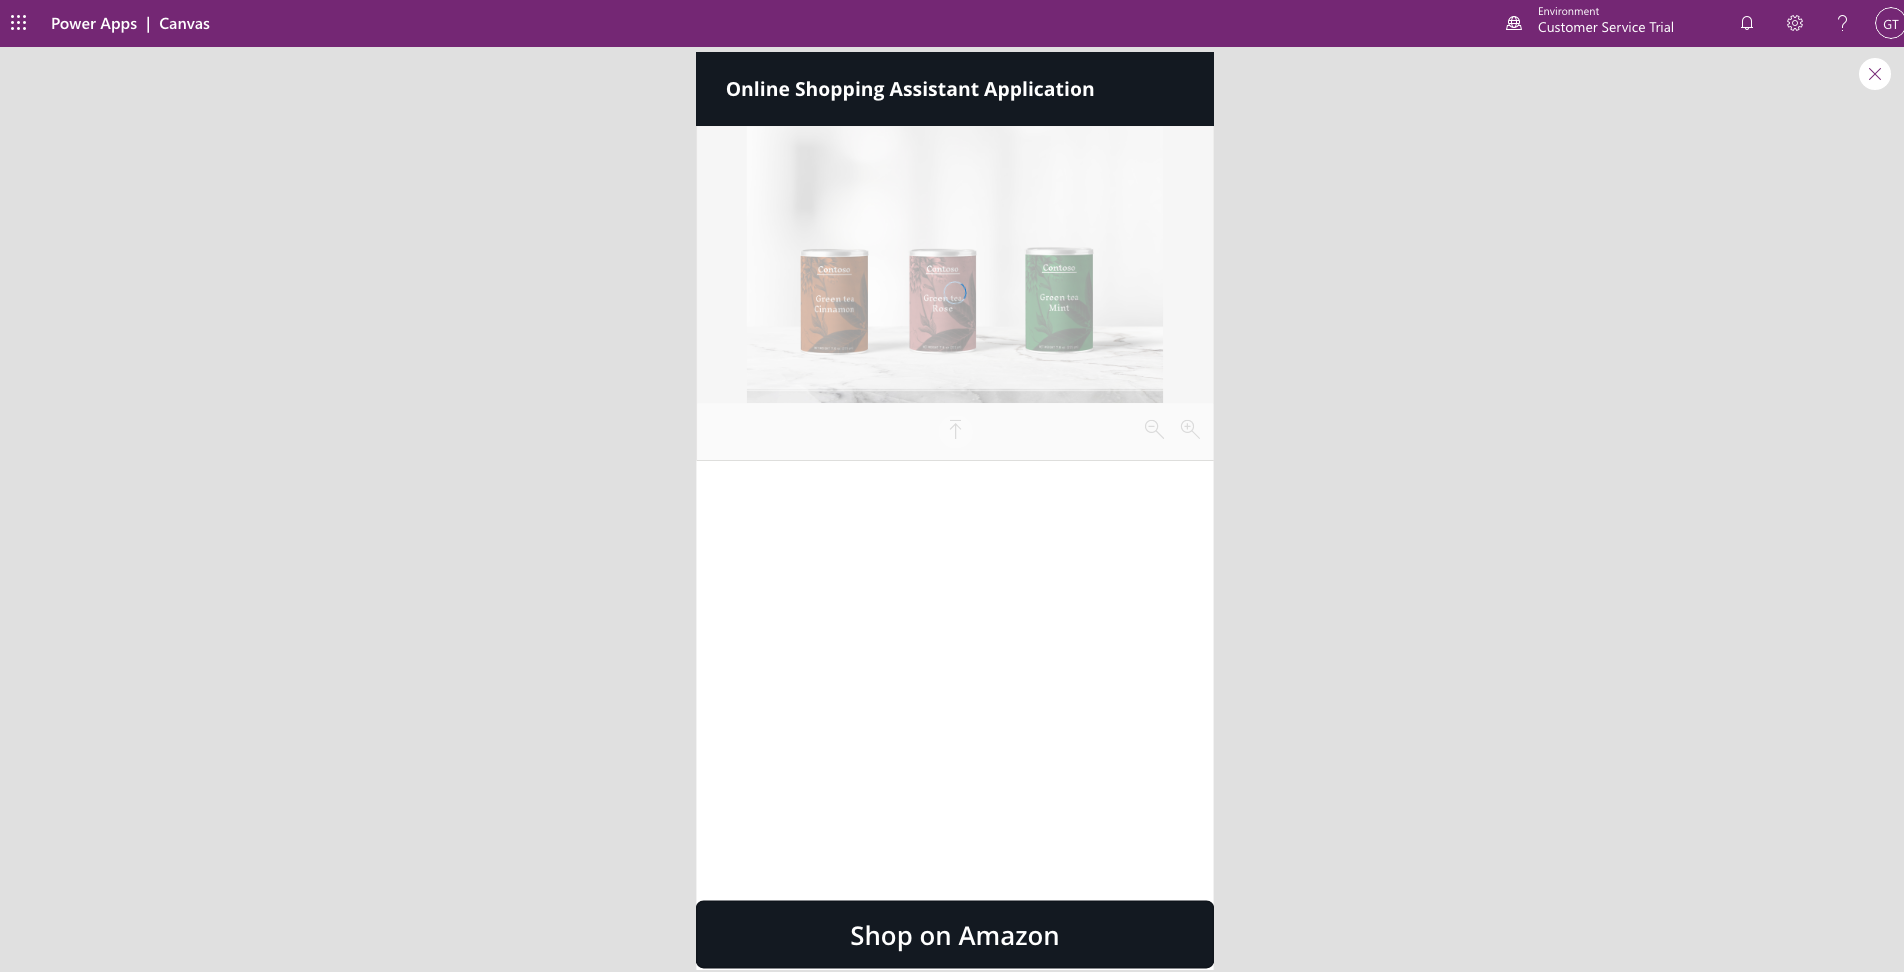 Power Apps | Canvas
Environment
Customer Service Trial
GT
Online Shopping Assistant Application
Contoso
Green tea
Cinnamon
Contoso
Green tea
Rose
Contoso
Green tea
Mint
Shop on Amazon